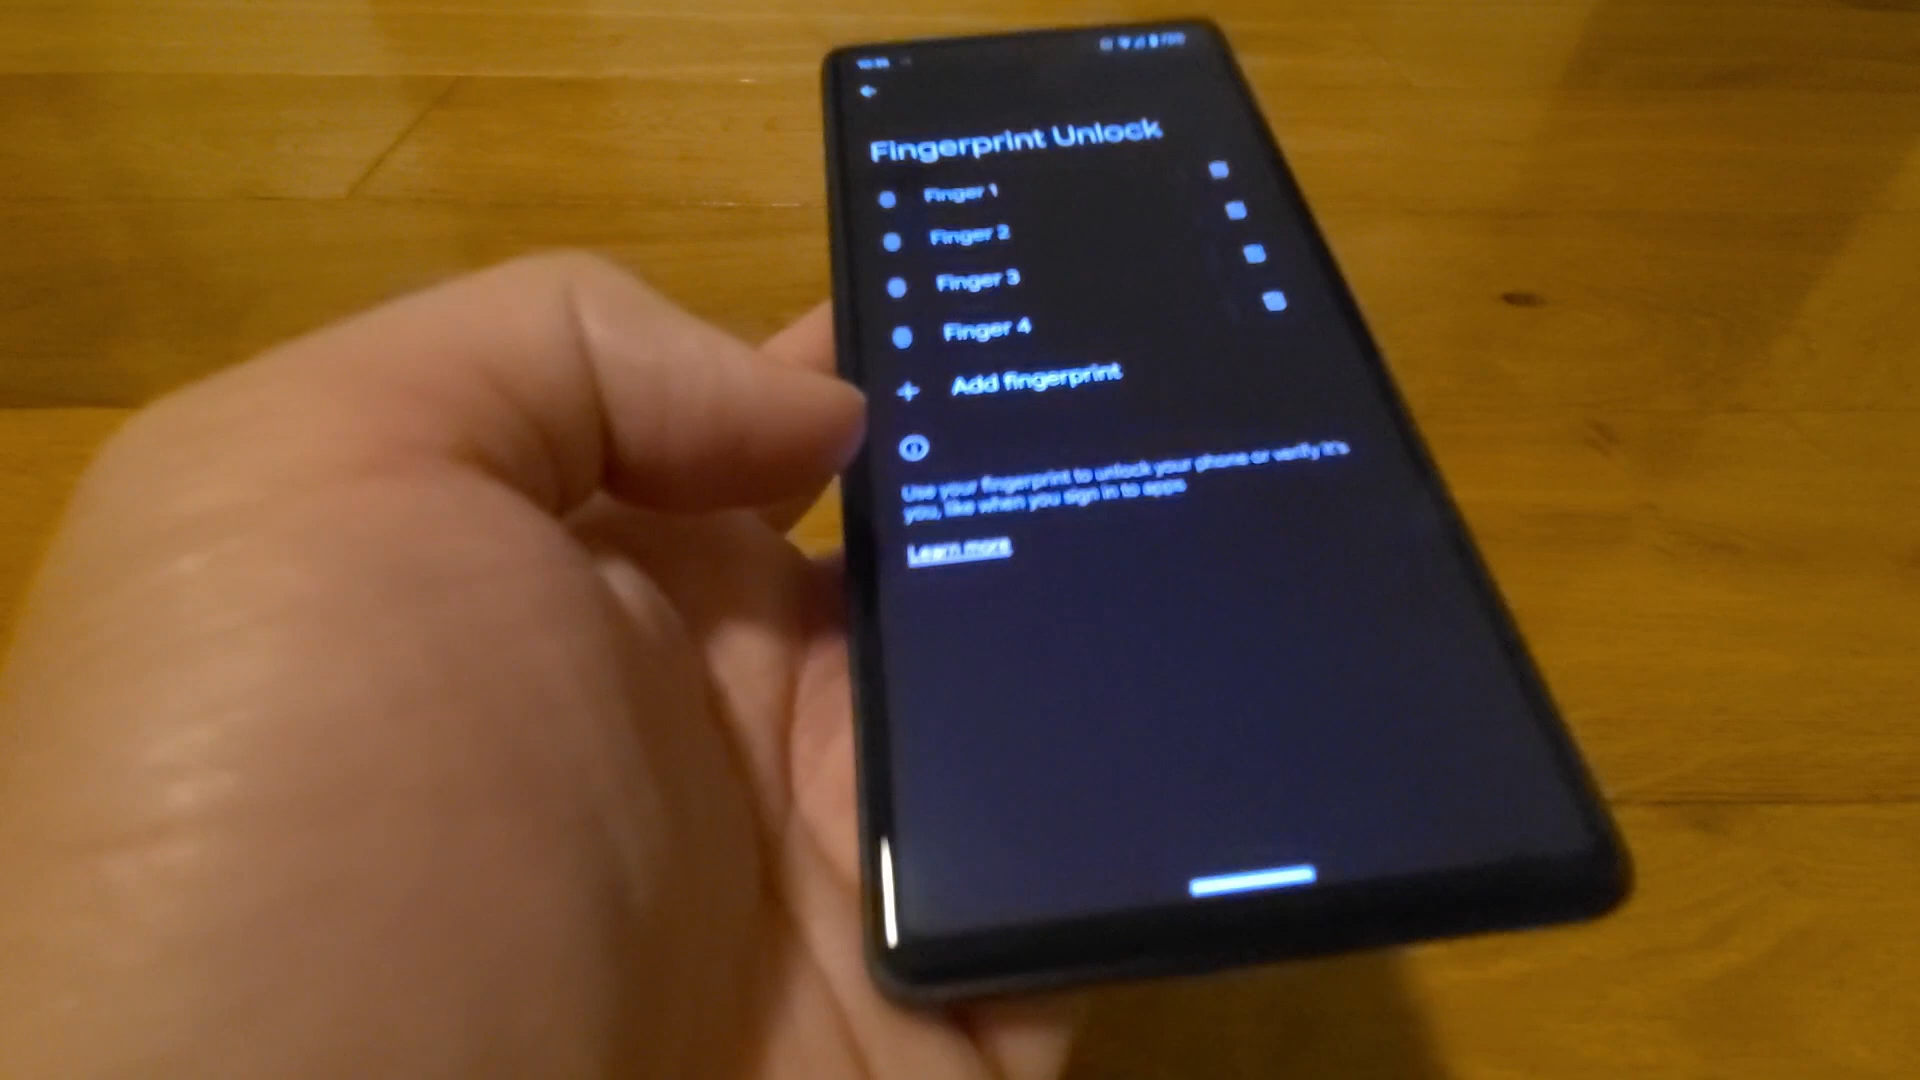 Fingerprint Unlock
Finger 1
Finger 2
Finger 3
Finger 4
Add fingerprint
Use your fingerprint to unlock your phone or verify it's
you, like when you sign in to apps
Learn more